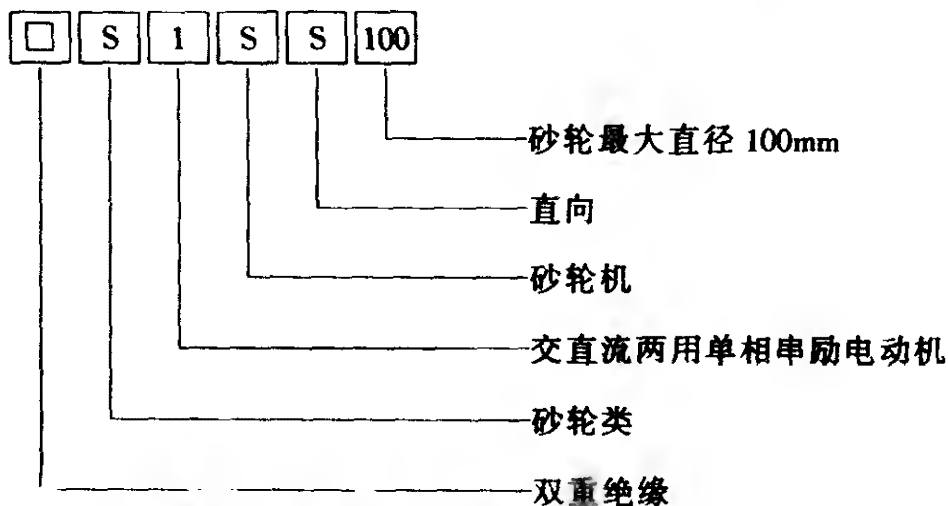 □ S 1 S S 100
砂轮最大直径 100mm
直向
砂轮机
交直流两用单相串励电动机
砂轮类
双重绝缘